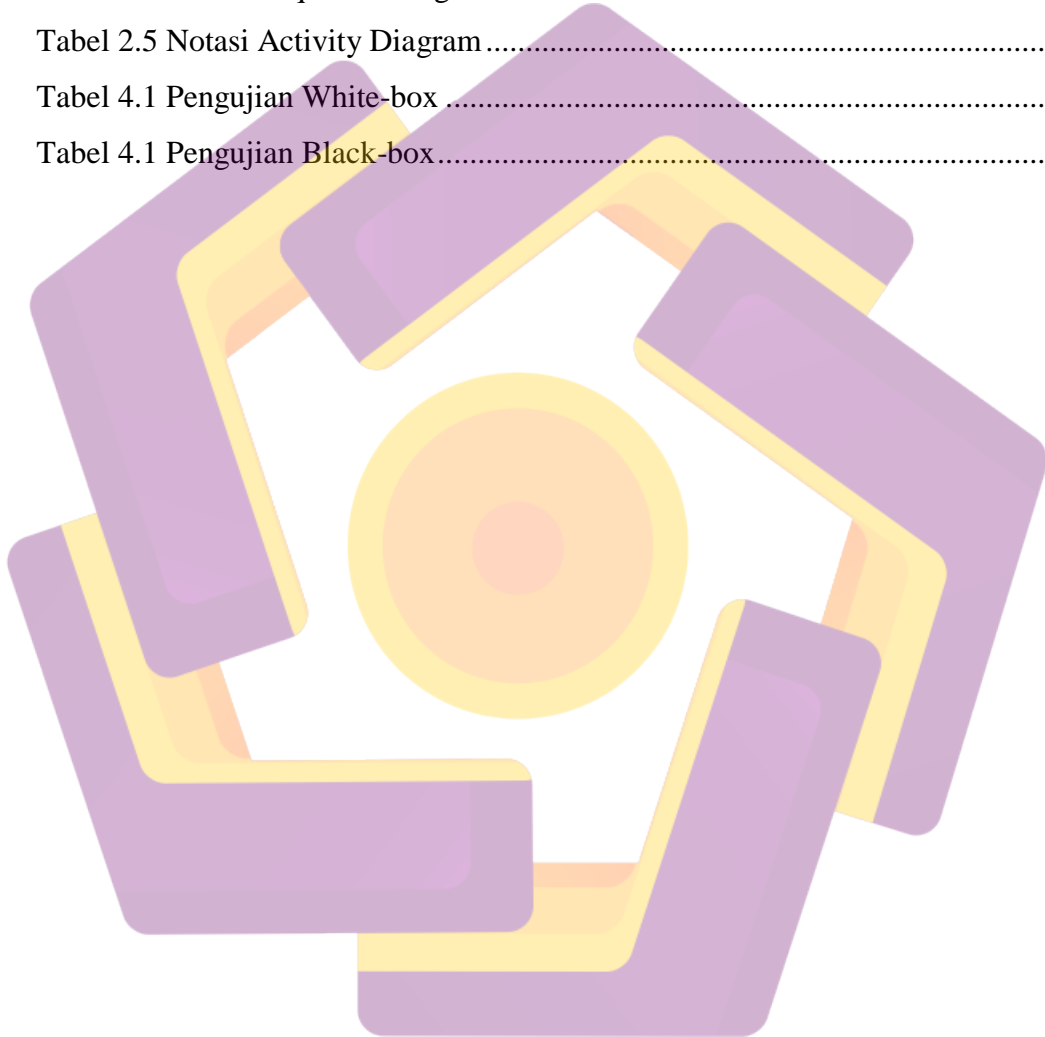 Tabel 2.5 Notasi Activity Diagram.......................................................................
Tabel 4.1 Pengujian White-box ............................................................................
Tabel 4.1 Pengujian Black-box.............................................................................